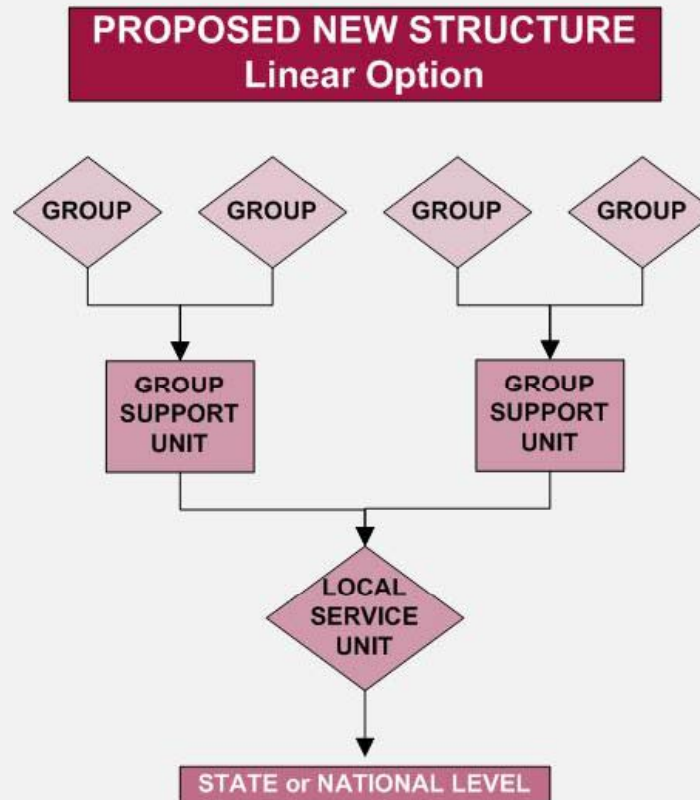 PROPOSED NEW STRUCTURE
Linear Option
GROUP
GROUP
GROUP
GROUP
GROUP
SUPPORT
UNIT
GROUP
SUPPORT
UNIT
LOCAL
SERVICE
UNIT
STATE or NATIONAL LEVEL